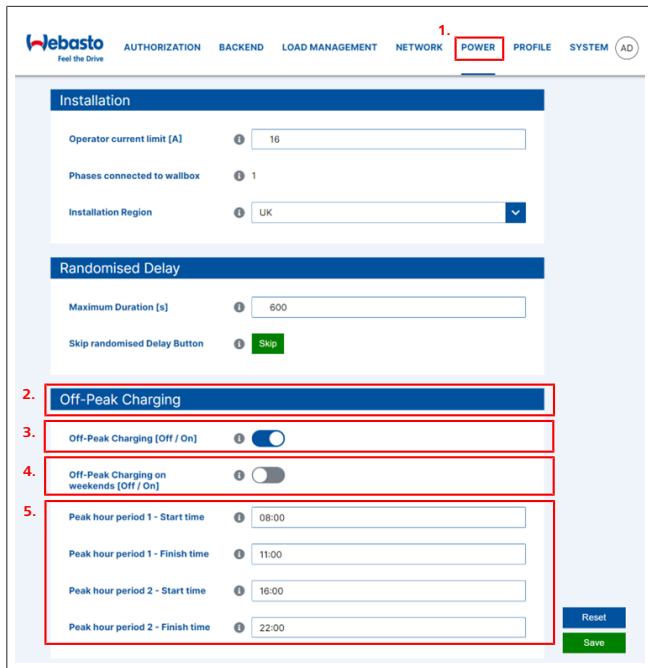 1.
Webasto
Feel the Drive
AUTHORIZATION BACKEND LOAD MANAGEMENT NETWORK POWER PROFILE SYSTEM AD
Installation
Operator current limit [A] i 16
Phases connected to wallbox i 1
Installation Region i UK
Randomised Delay
Maximum Duration [s] i 600
Skip randomised Delay Button i Skip
2. Off-Peak Charging
3. Off-Peak Charging [Off / On] i
4. Off-Peak Charging on
weekends [Off / On] i
5. Peak hour period 1 - Start time i 08:00
Peak hour period 1 - Finish time i 11:00
Peak hour period 2 - Start time i 16:00
Peak hour period 2 - Finish time i 22:00
Reset
Save